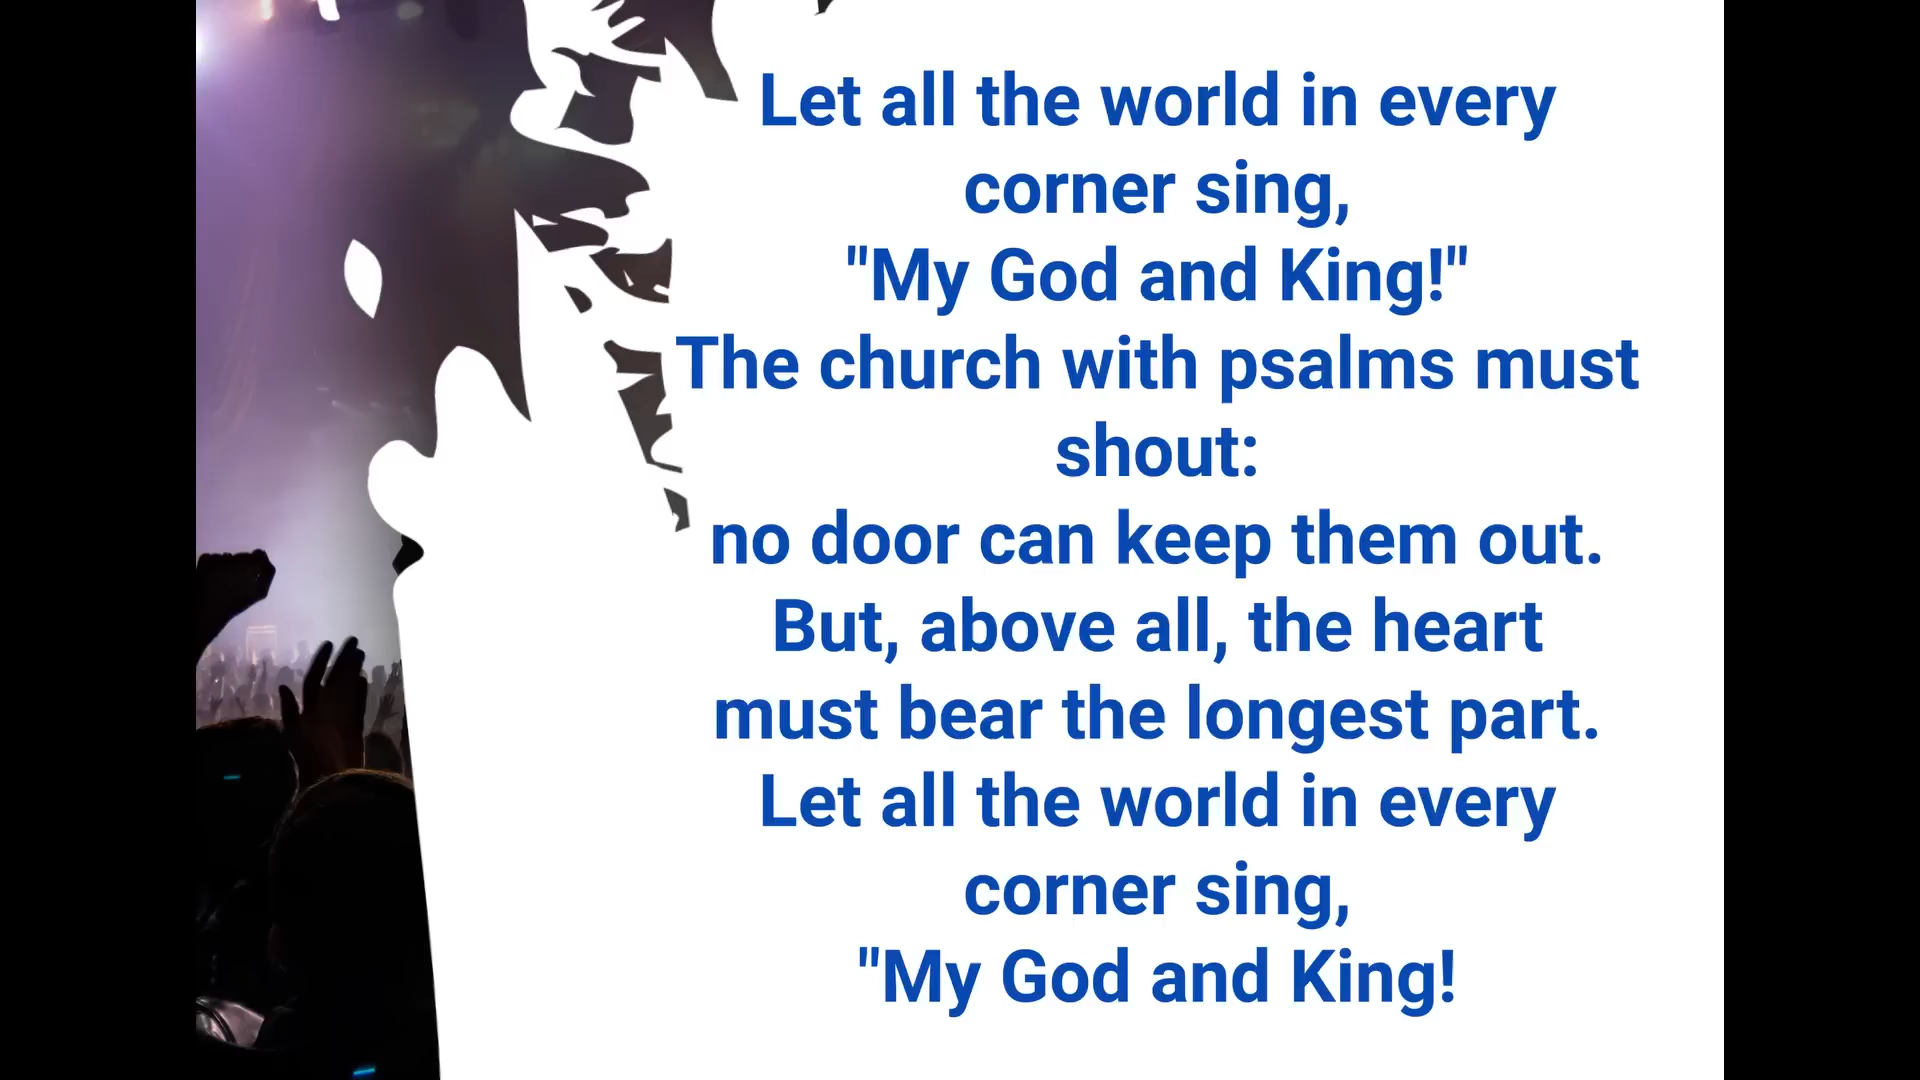 Let all the world in every
corner sing,
"My God and King!"
The church with psalms must
shout:
no door can keep them out.
But, above all, the heart
must bear the longest part.
Let all the world in every
corner sing,
"My God and King!